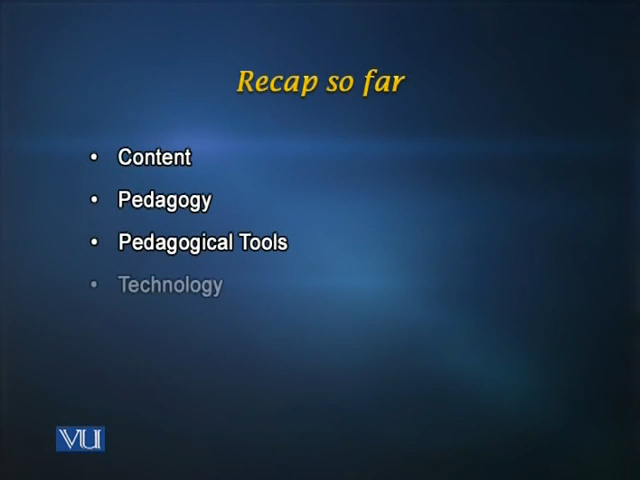 Recap so far
• Content
• Pedagogy
• Pedagogical Tools
• Technology
VU